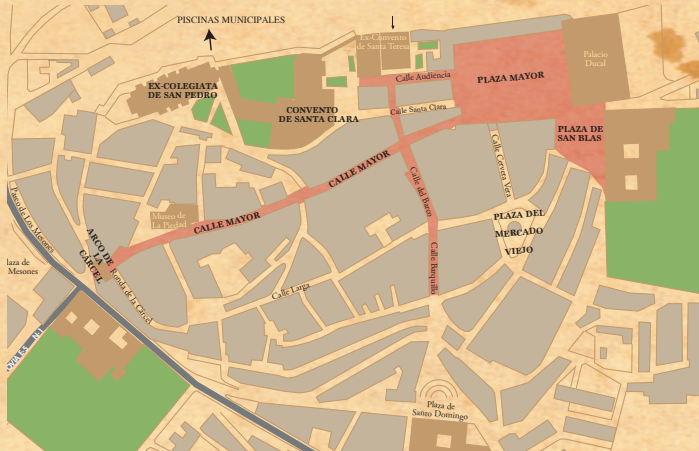 PISCINAS MUNICIPALES
Ex-Convento
de Santa Teresa
Palacio
Ducal
Calle Audiencia
PLAZA MAYOR
EX-COLEGIATA
DE SAN PEDRO
CONVENTO
DE SANTA CLARA
Calle Santa Clara
PLAZA DE
SAN BLAS
CALLE MAYOR
Calle Cervera Vera
Calle del Barco
Paseo de Los Mesones
Museo de
La Piedad
CALLE MAYOR
PLAZA DEL
MERCADO
VIEJO
ARCO DE
LA
CÁRCEL
Ronda de la Cárcel
Calle Barquillo
laza de
Mesones
Calle Larga
Plaza de
Santo Domingo